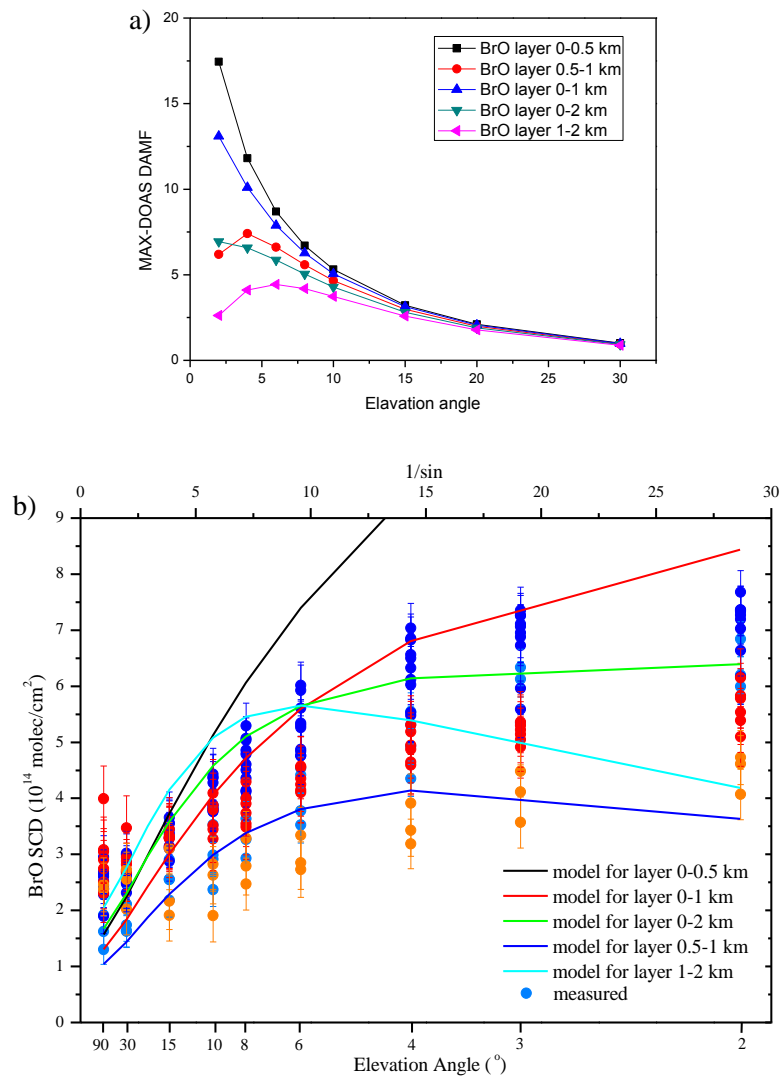 a)
20
15
10
5
0
MAX-DOAS DAMF
BrO layer 0-0.5 km
BrO layer 0.5-1 km
BrO layer 0-1 km
BrO layer 0-2 km
BrO layer 1-2 km
0 5 10 15 20 25 30
Elavation angle
b)
1/sin
0 5 10 15 20 25 30
9
8
7
6
5
4
3
2
1
0
BrO SCD (10¹⁴ molec/cm²)
model for layer 0-0.5 km
model for layer 0-1 km
model for layer 0-2 km
model for layer 0.5-1 km
model for layer 1-2 km
measured
90 30 15 10 8 6 4 3 2
Elevation Angle (°)